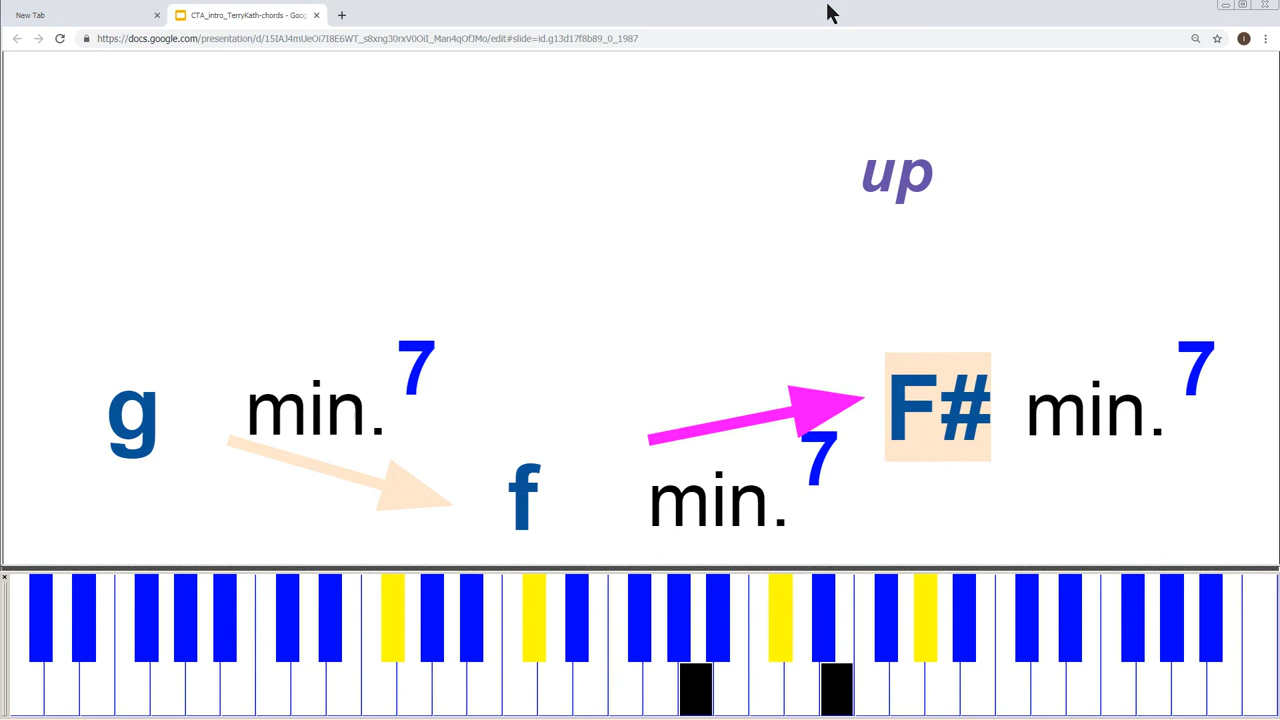 New Tab
CTA_intro_TerryKath-chords - Goo
https://docs.google.com/presentation/d/15IAJ4mUeOi7I8E6WT_s8xng30rxV0OiI_Man4qOfJMo/edit#slide=id.g13d17f8b89_0_1987
I
up
g min.7
f min.7
F# min.7